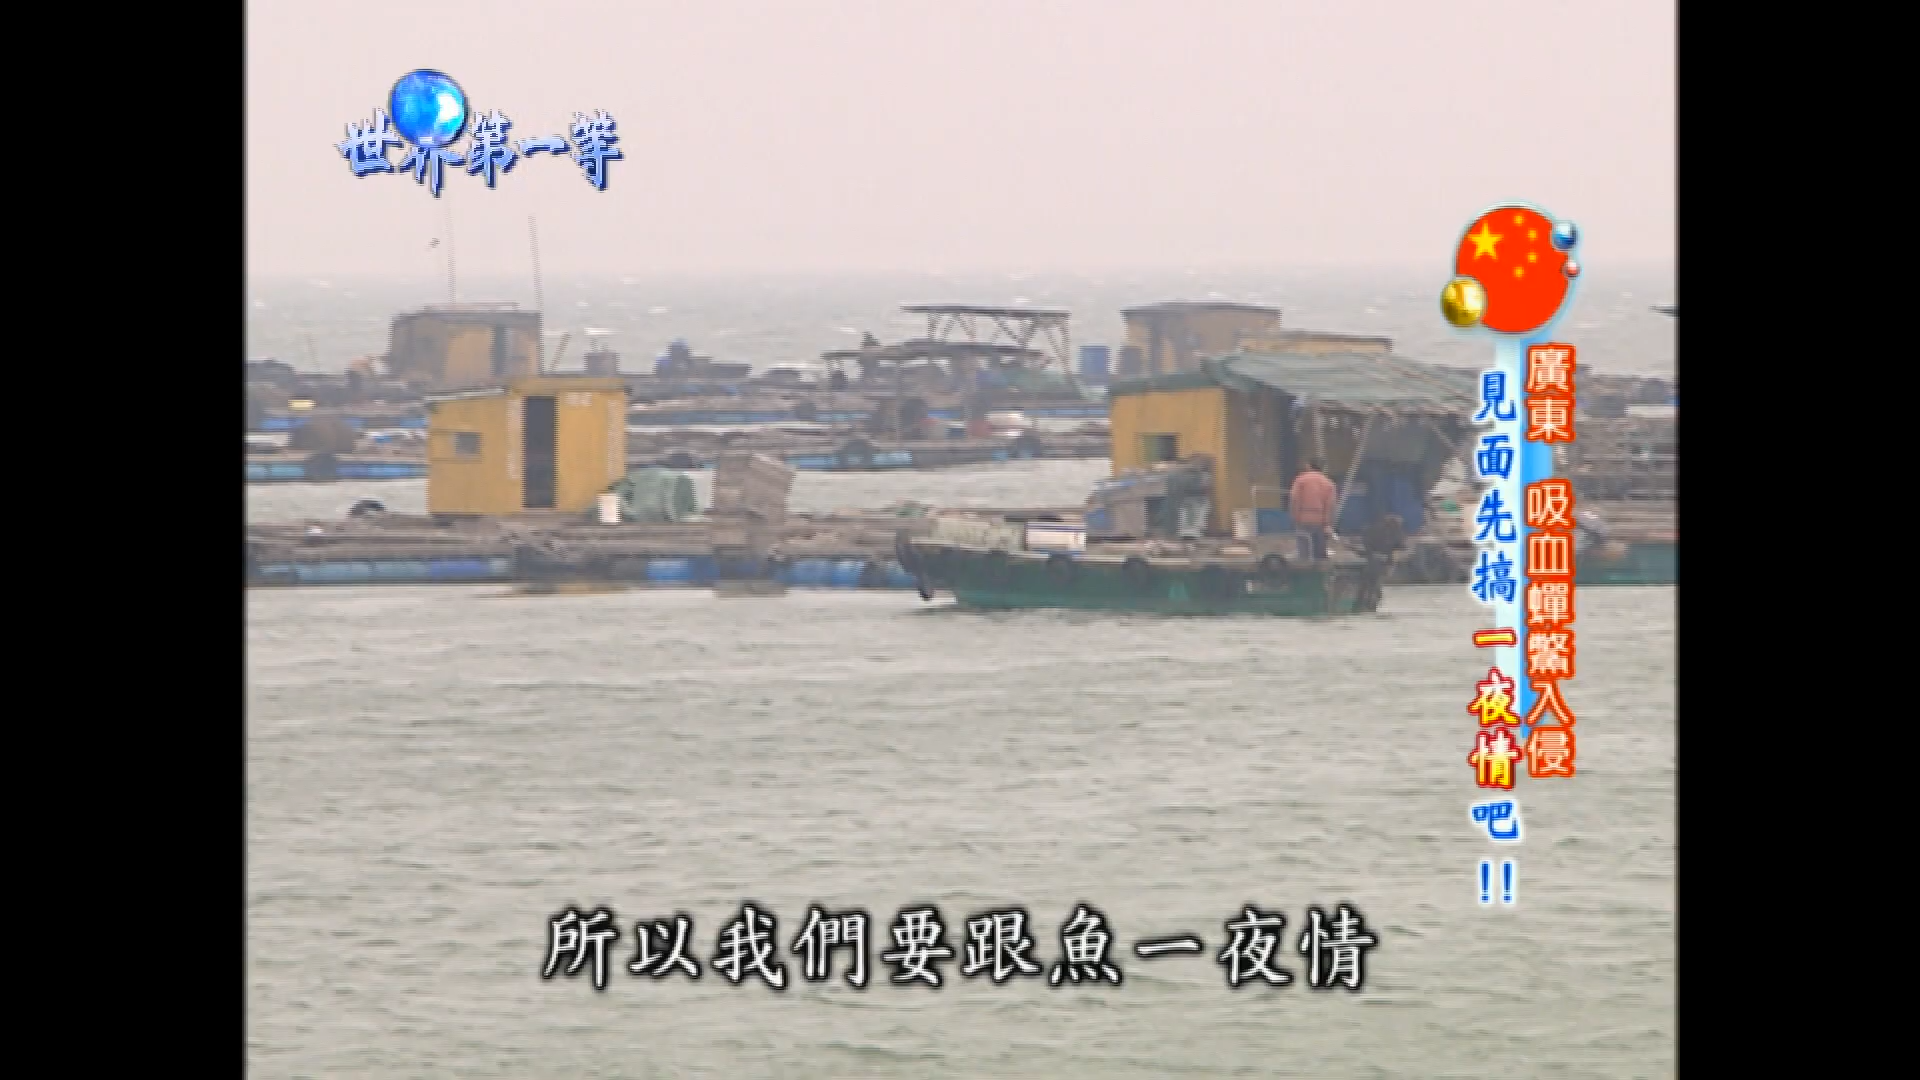 世界第一等
廣東 吸血蟬驚入侵
見面先搞一夜情吧!!
所以我們要跟魚一夜情